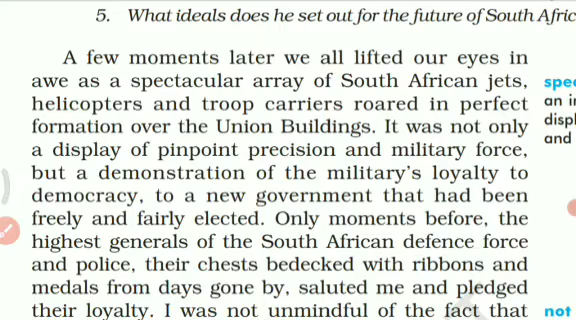 5. What ideals does he set out for the future of South
A few moments later we all lifted our eyes in
awe as a spectacular array of South African jets,
helicopters and troop carriers roared in perfect
an
formation over the Union Buildings. It was not only
a display of pinpoint precision and military force,
and
but a demonstration of the military's loyalty to
democracy, to a new government that had been
freely and fairly elected. Only moments before, the
highest generals of the South African defence force
and police, their chests bedecked with ribbons and
medals from days gone by, saluted me and pledged
their loyalty. I was not unmindful of the fact that
not